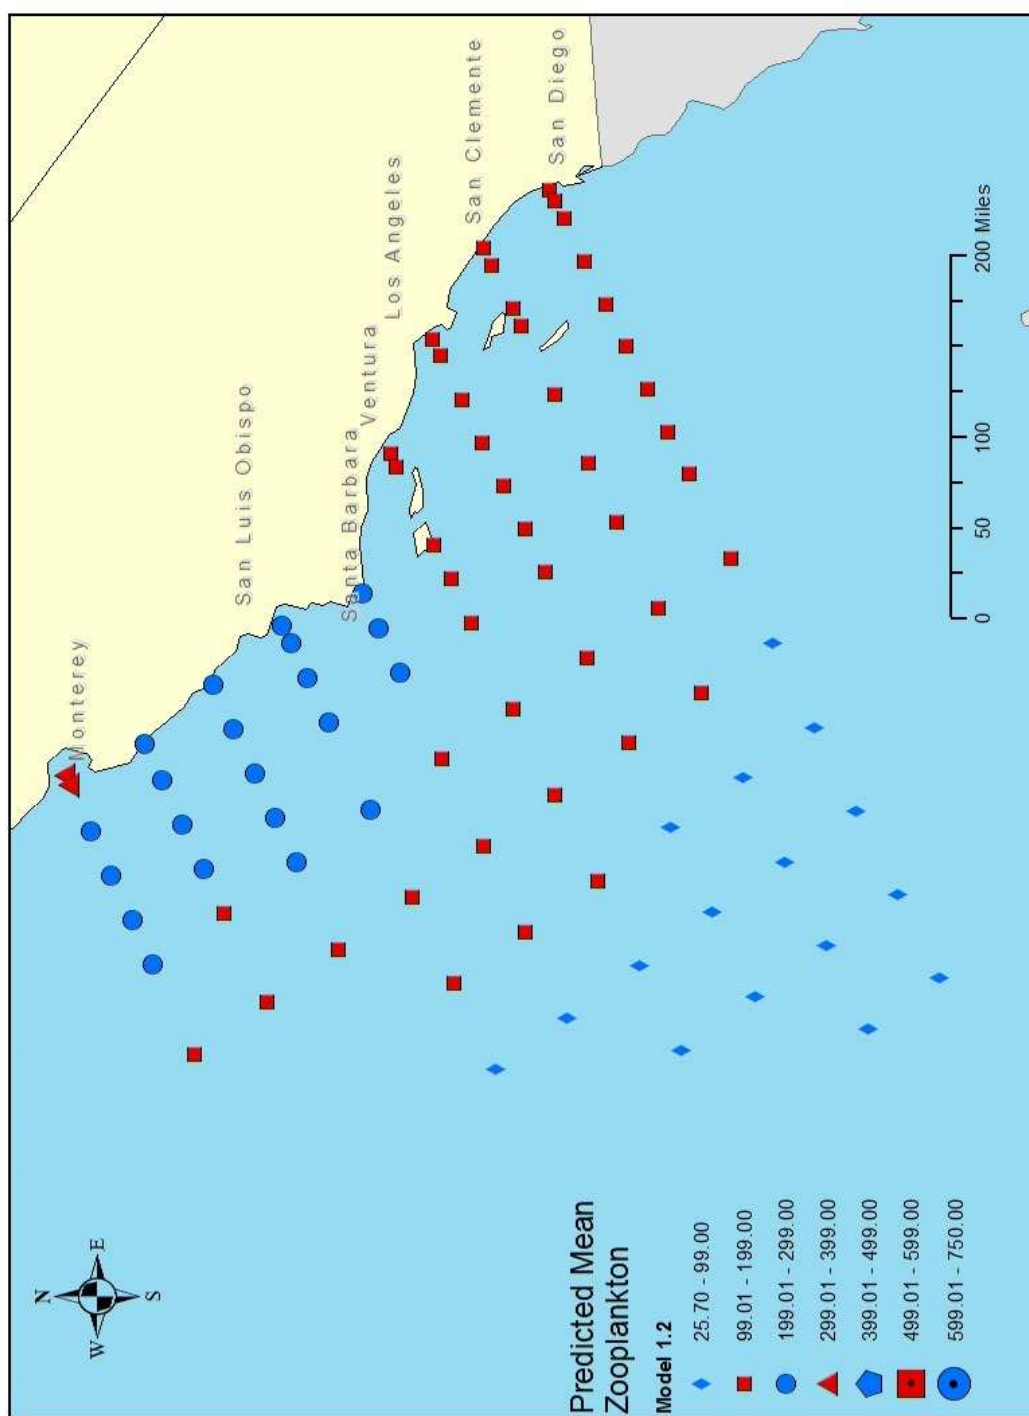 Monterey
San Luis Obispo
Santa Barbara
Ventura
Los Angeles
San Clemente
San Diego
N
W
E
S
Predicted Mean
Zooplankton
Model 1.2
25.70 - 99.00
99.01 - 199.00
199.01 - 299.00
299.01 - 399.00
399.01 - 499.00
499.01 - 599.00
599.01 - 750.00
0 50 100 200 Miles